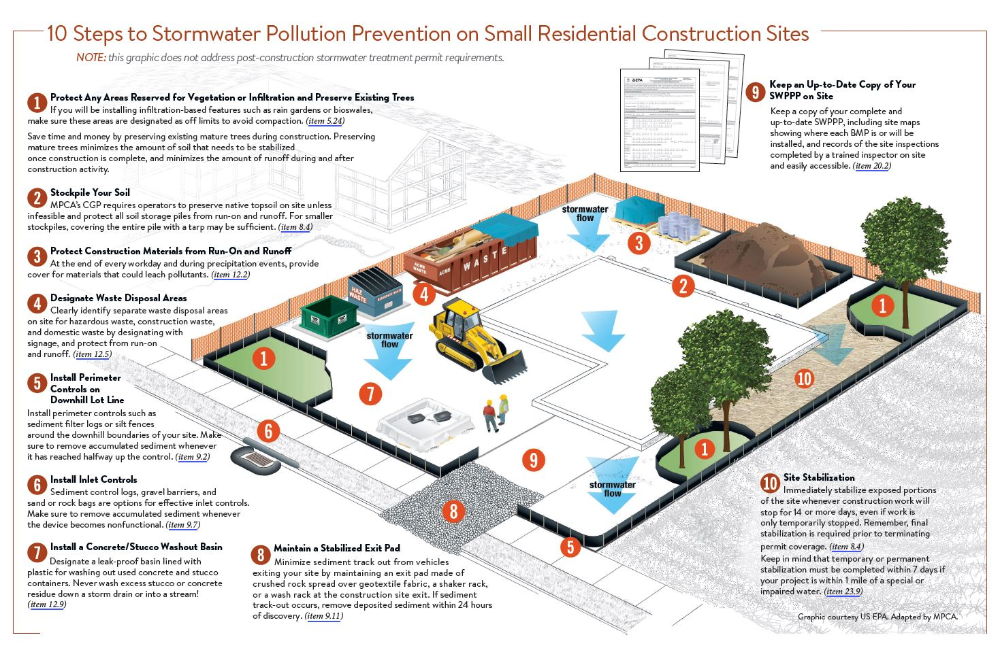 10 Steps to Stormwater Pollution Prevention on Small Residential Construction Sites
NOTE: this graphic does not address post-construction stormwater treatment permit requirements.
1
Protect Any Areas Reserved for Vegetation or Infiltration and Preserve Existing Trees
If you will be installing infiltration-based features such as rain gardens or bioswales,
make sure these areas are designated as off limits to avoid compaction. (item 5.24)
Save time and money by preserving existing mature trees during construction. Preserving
mature trees minimizes the amount of soil that needs to be stabilized
once construction is complete, and minimizes the amount of runoff during and after
construction activity.
2
Stockpile Your Soil
MPCA's CGP requires operators to preserve native topsoil on site unless
infeasible and protect all soil storage piles from run-on and runoff. For smaller
stockpiles, covering the entire pile with a tarp may be sufficient. (item 8.4)
3
Protect Construction Materials from Run-On and Runoff
At the end of every workday and during precipitation events, provide
cover for materials that could leach pollutants. (item 12.2)
4
Designate Waste Disposal Areas
Clearly identify separate waste disposal areas
on site for hazardous waste, construction waste,
and domestic waste by designating with
signage, and protect from run-on
and runoff. (item 12.5)
5
Install Perimeter
Controls on
Downhill Lot Line
Install perimeter controls such as
sediment filter logs or silt fences
around the downhill boundaries of your site. Make
sure to remove accumulated sediment whenever
it has reached halfway up the control. (item 9.2)
6
Install Inlet Controls
Sediment control logs, gravel barriers, and
sand or rock bags are options for effective inlet controls.
Make sure to remove accumulated sediment whenever
the device becomes nonfunctional. (item 9.7)
7
Install a Concrete/Stucco Washout Basin
Designate a leak-proof basin lined with
plastic for washing out used concrete and stucco
containers. Never wash excess stucco or concrete
residue down a storm drain or into a stream!
(item 12.9)
8
Maintain a Stabilized Exit Pad
Minimize sediment track out from vehicles
exiting your site by maintaining an exit pad made of
crushed rock spread over geotextile fabric, a shaker rack,
or a wash rack at the construction site exit. If sediment
track-out occurs, remove deposited sediment within 24 hours
of discovery. (item 9.11)
9
Keep an Up-to-Date Copy of Your
SWPPP on Site
Keep a copy of your complete and
up-to-date SWPPP, including site maps
showing where each BMP is or will be
installed, and records of the site inspections
completed by a trained inspector on site
and easily accessible. (item 20.2)
10
Site Stabilization
Immediately stabilize exposed portions
of the site whenever construction work will
stop for 14 or more days, even if work is
only temporarily stopped. Remember, final
stabilization is required prior to terminating
permit coverage. (item 8.4)
Keep in mind that temporary or permanent
stabilization must be completed within 7 days if
your project is within 1 mile of a special or
impaired water. (item 23.9)
Graphic courtesy US EPA. Adapted by MPCA.
EPA
stormwater
flow
3
ACME
WASTE
ACME
WASTE
4
HAZ
WASTE
HAZARDOUS WASTE
2
1
stormwater
flow
1
7
10
6
1
9
stormwater
flow
8
5